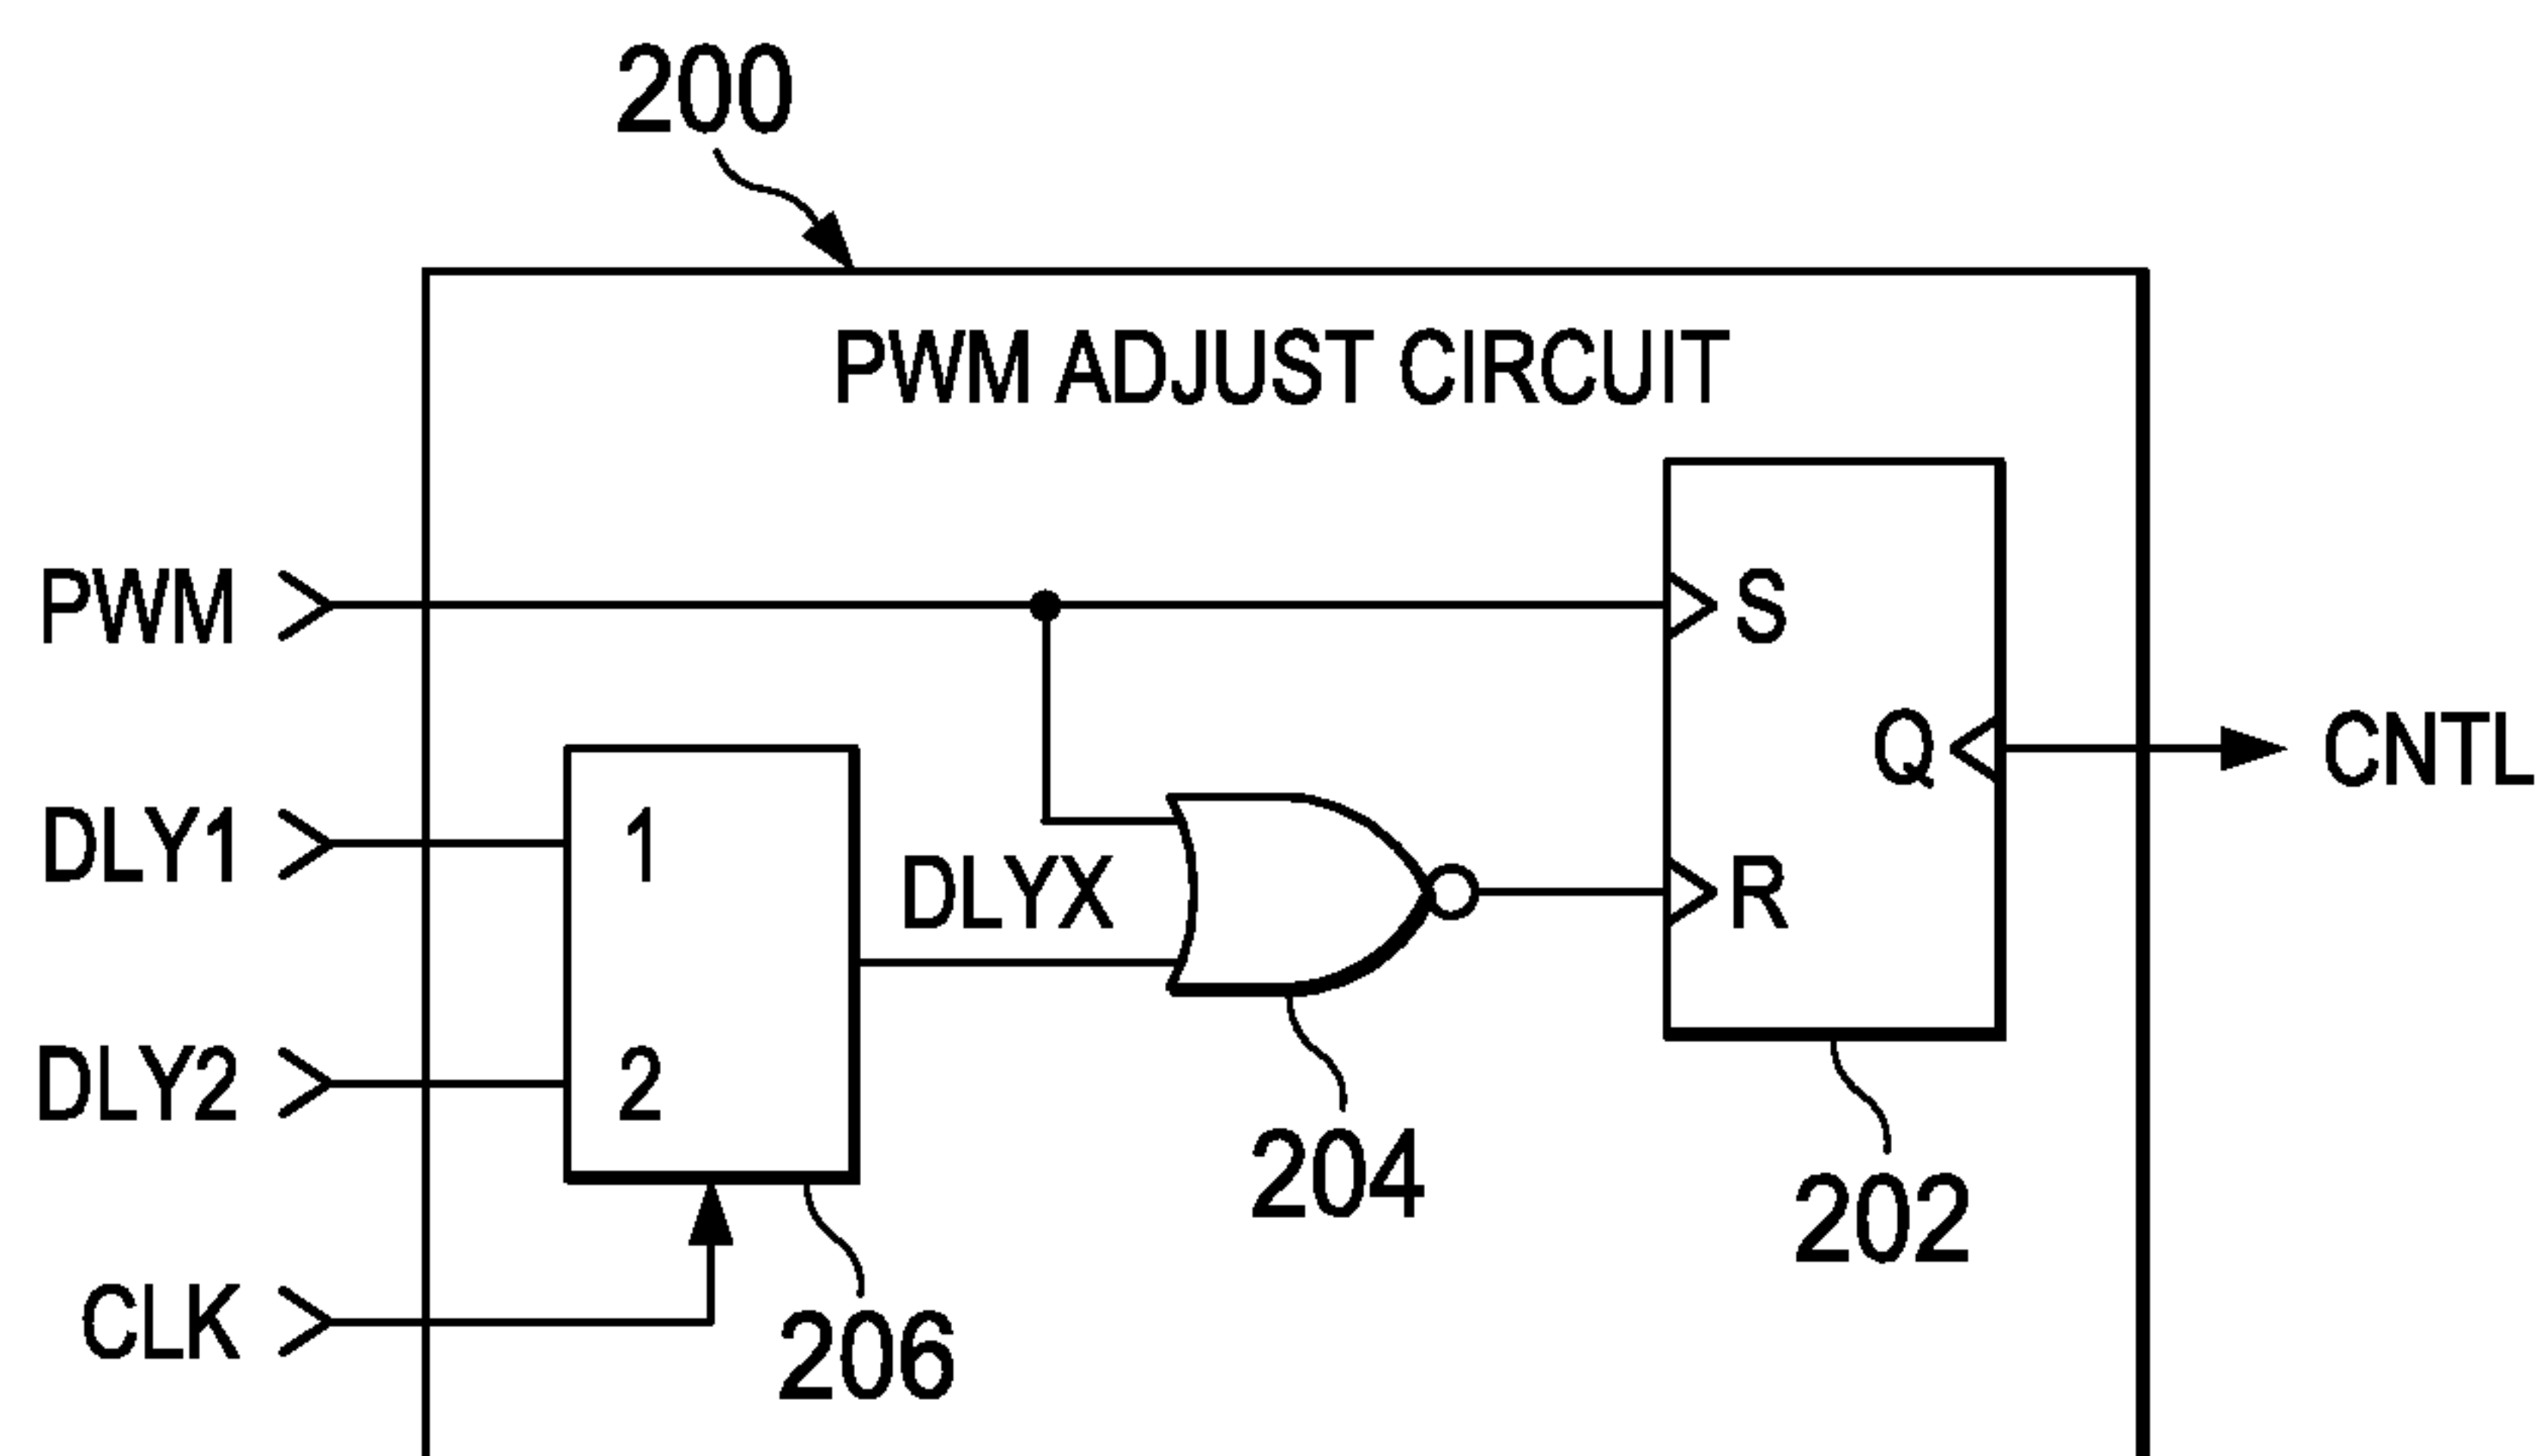 200
PWM ADJUST CIRCUIT
PWM
S
Q
CNTL
DLY1
1
DLYX
R
DLY2
2
204
202
CLK
206